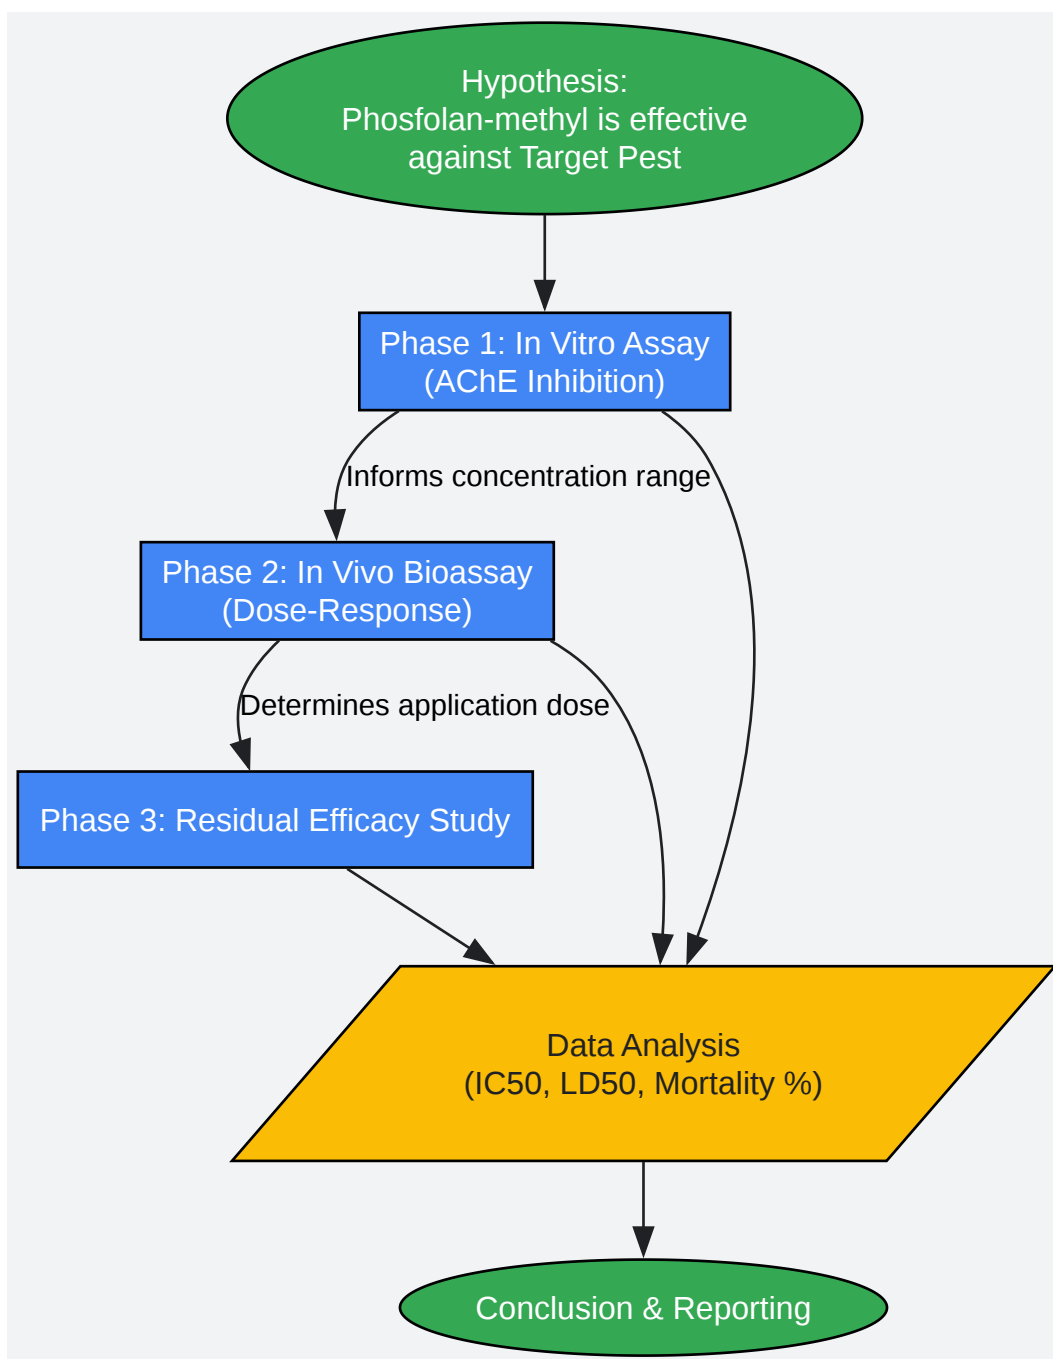 Hypothesis:
Phosfolan-methyl is effective
against Target Pest
Phase 1: In Vitro Assay
(AChE Inhibition)
Informs concentration range
Phase 2: In Vivo Bioassay
(Dose-Response)
Determines application dose
Phase 3: Residual Efficacy Study
Data Analysis
(IC50, LD50, Mortality %)
Conclusion & Reporting